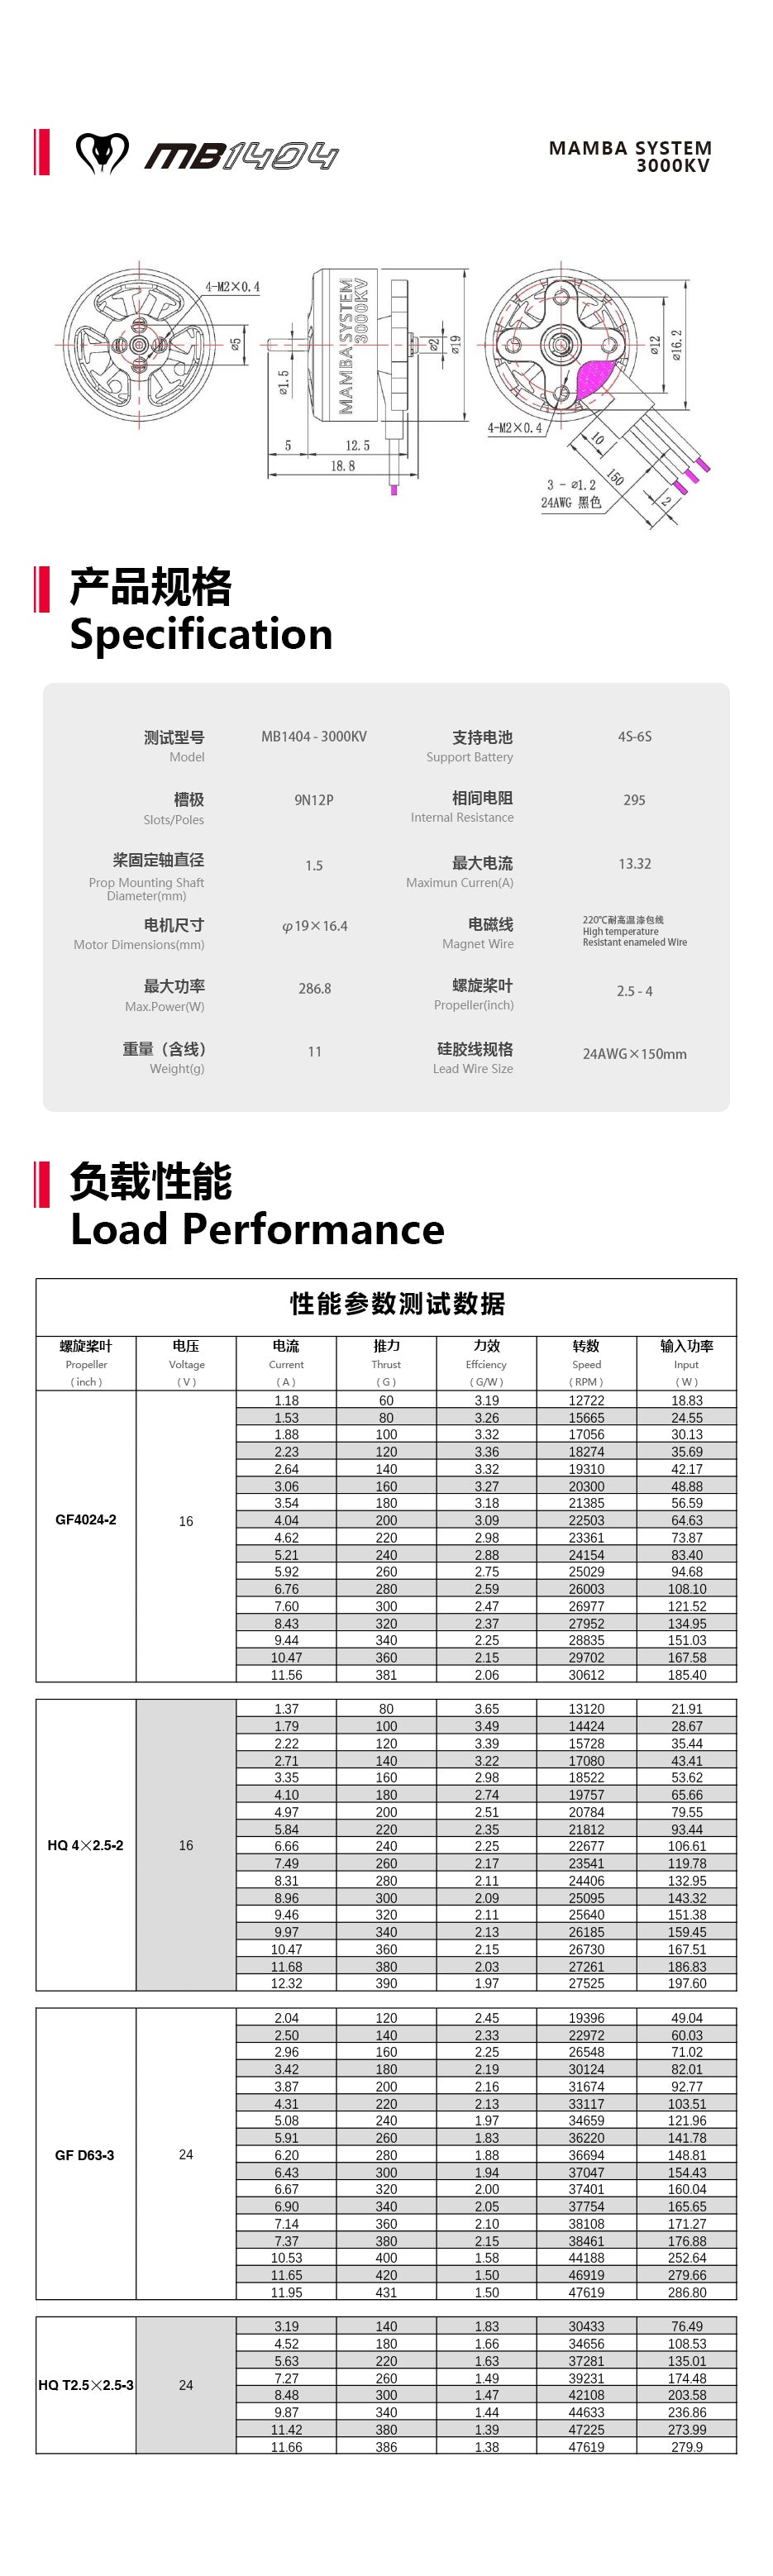 MB1404
MAMBA SYSTEM
3000KV
4-M2×0.4
⌀5
⌀1.5
MAMBA SYSTEM
3000KV
⌀2
⌀19
5
12.5
18.8
⌀12
⌀16.2
4-M2×0.4
10
150
2
3 - ⌀1.2
24AWG 黑色
产品规格
Specification
测试型号 MB1404 - 3000KV 支持电池 4S-6S
Model Support Battery
槽极 9N12P 相间电阻 295
Slots/Poles Internal Resistance
桨固定轴直径 1.5 最大电流 13.32
Prop Mounting Shaft Maximun Curren(A)
Diameter(mm)
电机尺寸 φ19×16.4 电磁线 220℃耐高温漆包线
Motor Dimensions(mm) Magnet Wire High temperature
Resistant enameled Wire
最大功率 286.8 螺旋桨叶 2.5 - 4
Max.Power(W) Propeller(inch)
重量（含线） 11 硅胶线规格 24AWG×150mm
Weight(g) Lead Wire Size
负载性能
Load Performance
性能参数测试数据
螺旋桨叶 电压 电流 推力 力效 转数 输入功率
Propeller Voltage Current Thrust Effciency Speed Input
( inch ) ( V ) ( A ) ( G ) ( G/W ) ( RPM ) ( W )
GF4024-2 16
1.18 60 3.19 12722 18.83
1.53 80 3.26 15665 24.55
1.88 100 3.32 17056 30.13
2.23 120 3.36 18274 35.69
2.64 140 3.32 19310 42.17
3.06 160 3.27 20300 48.88
3.54 180 3.18 21385 56.59
4.04 200 3.09 22503 64.63
4.62 220 2.98 23361 73.87
5.21 240 2.88 24154 83.40
5.92 260 2.75 25029 94.68
6.76 280 2.59 26003 108.10
7.60 300 2.47 26977 121.52
8.43 320 2.37 27952 134.95
9.44 340 2.25 28835 151.03
10.47 360 2.15 29702 167.58
11.56 381 2.06 30612 185.40
HQ 4×2.5-2 16
1.37 80 3.65 13120 21.91
1.79 100 3.49 14424 28.67
2.22 120 3.39 15728 35.44
2.71 140 3.22 17080 43.41
3.35 160 2.98 18522 53.62
4.10 180 2.74 19757 65.66
4.97 200 2.51 20784 79.55
5.84 220 2.35 21812 93.44
6.66 240 2.25 22677 106.61
7.49 260 2.17 23541 119.78
8.31 280 2.11 24406 132.95
8.96 300 2.09 25095 143.32
9.46 320 2.11 25640 151.38
9.97 340 2.13 26185 159.45
10.47 360 2.15 26730 167.51
11.68 380 2.03 27261 186.83
12.32 390 1.97 27525 197.60
GF D63-3 24
2.04 120 2.45 19396 49.04
2.50 140 2.33 22972 60.03
2.96 160 2.25 26548 71.02
3.42 180 2.19 30124 82.01
3.87 200 2.16 31674 92.77
4.31 220 2.13 33117 103.51
5.08 240 1.97 34659 121.96
5.91 260 1.83 36220 141.78
6.20 280 1.88 36694 148.81
6.43 300 1.94 37047 154.43
6.67 320 2.00 37401 160.04
6.90 340 2.05 37754 165.65
7.14 360 2.10 38108 171.27
7.37 380 2.15 38461 176.88
10.53 400 1.58 44188 252.64
11.65 420 1.50 46919 279.66
11.95 431 1.50 47619 286.80
HQ T2.5×2.5-3 24
3.19 140 1.83 30433 76.49
4.52 180 1.66 34656 108.53
5.63 220 1.63 37281 135.01
7.27 260 1.49 39231 174.48
8.48 300 1.47 42108 203.58
9.87 340 1.44 44633 236.86
11.42 380 1.39 47225 273.99
11.66 386 1.38 47619 279.9